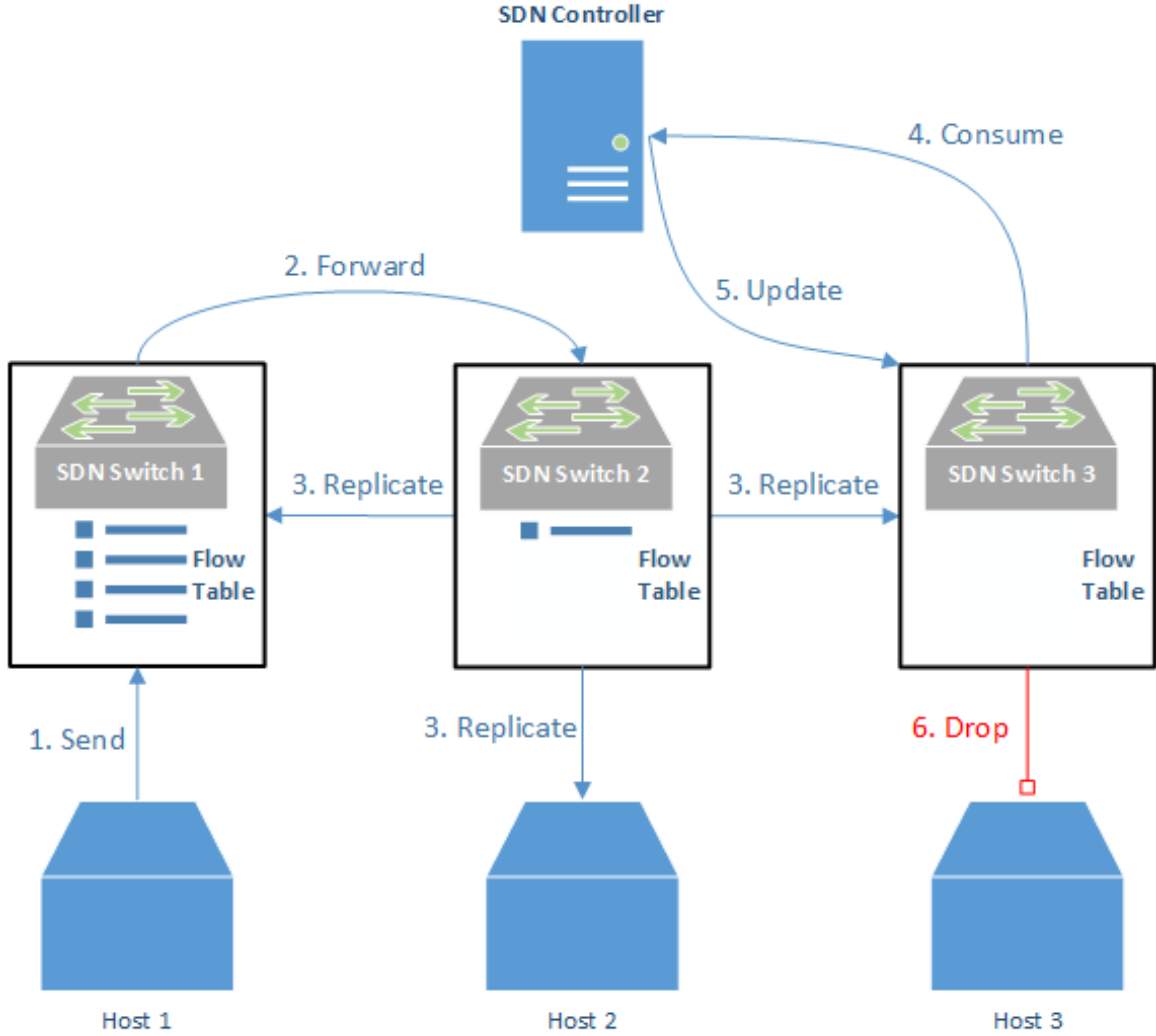 SDN Controller
4. Consume
2. Forward
5. Update
SDN Switch 1
SDN Switch 2
SDN Switch 3
3. Replicate
3. Replicate
Flow
Table
Flow
Table
Flow
Table
1. Send
3. Replicate
6. Drop
Host 1
Host 2
Host 3